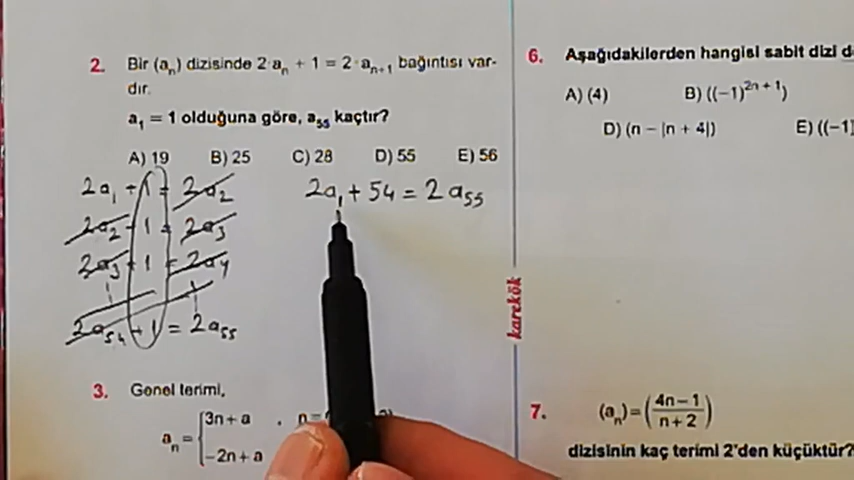 2. Bir (aₙ) dizisinde 2·aₙ + 1 = 2·aₙ₊₁ bağıntısı var-
dır.
a₁ = 1 olduğuna göre, a₅₅ kaçtır?
A) 19 B) 25 C) 28 D) 55 E) 56
2a₁ + 1 = 2a₂
2a₂ + 1 = 2a₃
2a₃ + 1 = 2a₄
2a₅₄ + 1 = 2a₅₅
2a₁ + 54 = 2a₅₅
3. Genel terimi,
aₙ = { 3n + a , n =
−2n + a
karekök
6. Aşağıdakilerden hangisi sabit dizi d
A) (4) B) ((−1)²ⁿ⁺¹)
D) (n − |n + 4|) E) ((−1)
7. (aₙ) = ( (4n − 1)/(n + 2) )
dizisinin kaç terimi 2'den küçüktür?